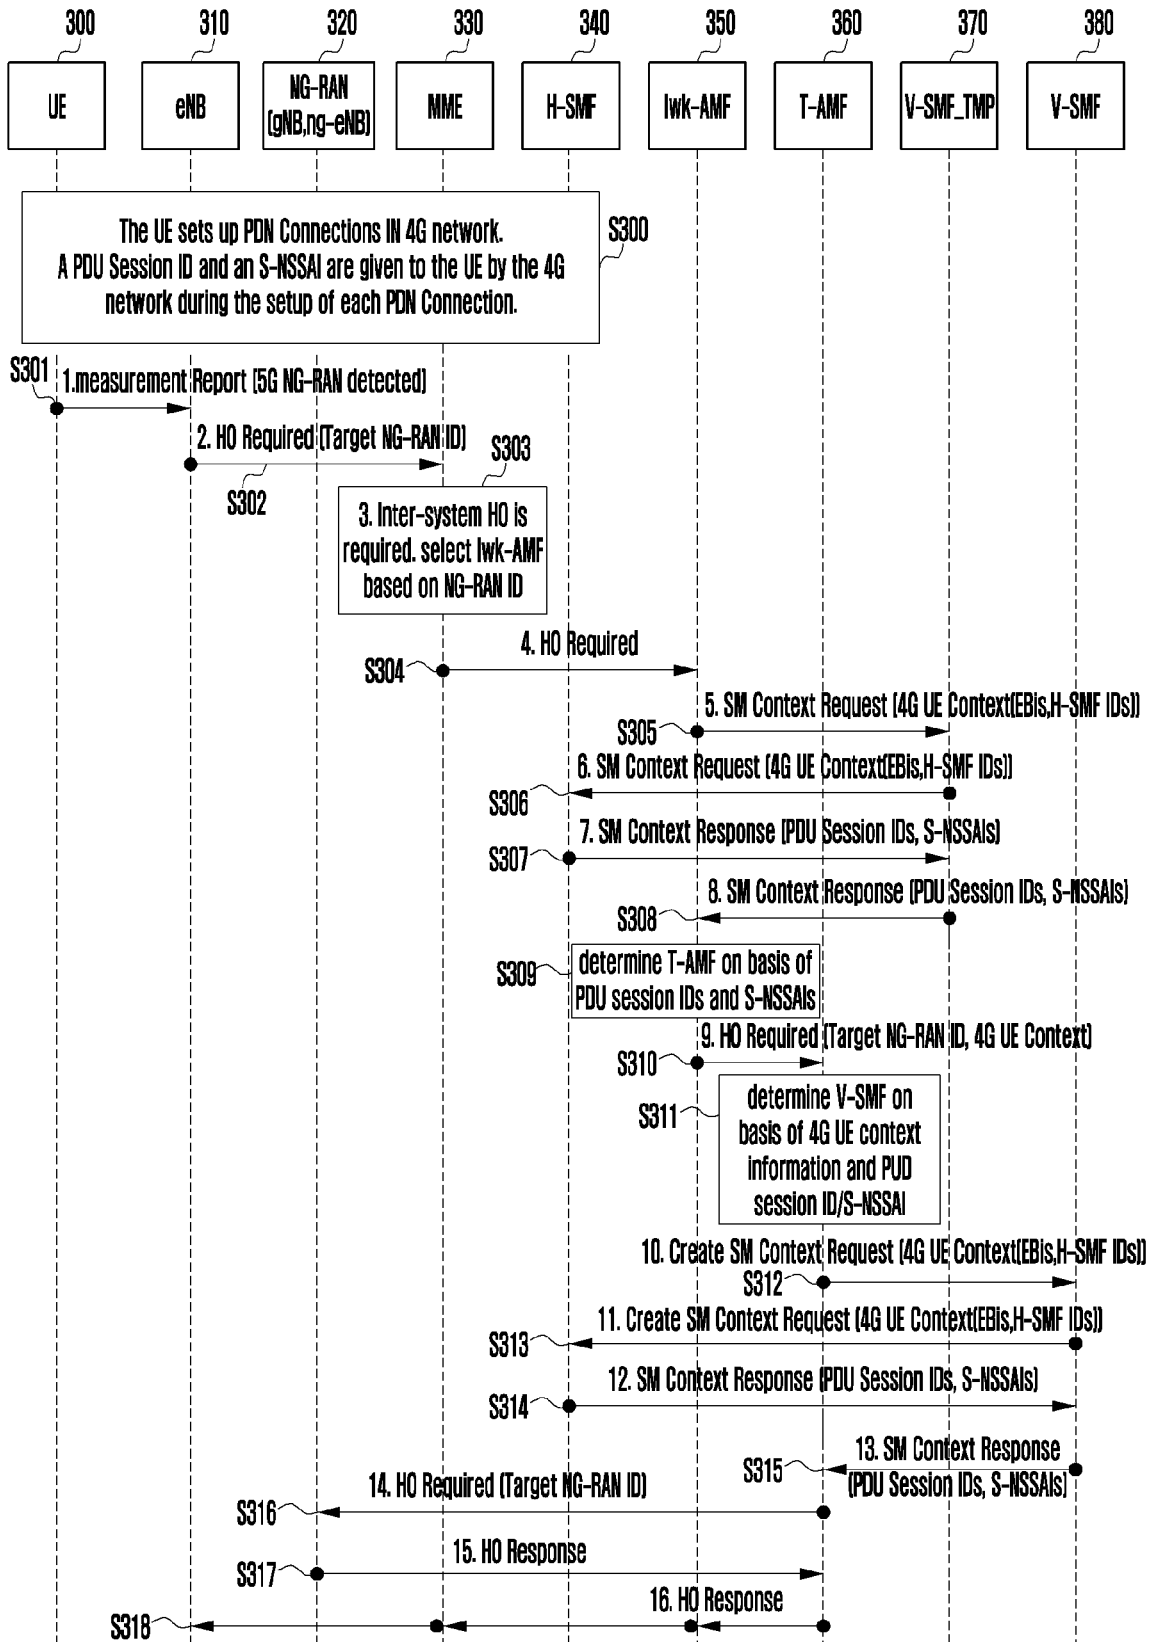 300 310 320 330 340 350 360 370 380
UE
eNB
NG-RAN
(gNB,ng-eNB)
MME
H-SMF
Iwk-AMF
T-AMF
V-SMF_TMP
V-SMF
The UE sets up PDN Connections IN 4G network.
A PDU Session ID and an S-NSSAI are given to the UE by the 4G
network during the setup of each PDN Connection.
S300
S301
1.measurement Report (5G NG-RAN detected)
2. HO Required (Target NG-RAN ID)
S302
S303
3. Inter-system HO is
required. select Iwk-AMF
based on NG-RAN ID
4. HO Required
S304
5. SM Context Request (4G UE Context(EBis,H-SMF IDs))
S305
6. SM Context Request (4G UE Context(EBis,H-SMF IDs))
S306
7. SM Context Response (PDU Session IDs, S-NSSAIs)
S307
8. SM Context Response (PDU Session IDs, S-NSSAIs)
S308
S309
determine T-AMF on basis of
PDU session IDs and S-NSSAIs
9. HO Required (Target NG-RAN ID, 4G UE Context)
S310
S311
determine V-SMF on
basis of 4G UE context
information and PUD
session ID/S-NSSAI
10. Create SM Context Request (4G UE Context(EBis,H-SMF IDs))
S312
11. Create SM Context Request (4G UE Context(EBis,H-SMF IDs))
S313
12. SM Context Response (PDU Session IDs, S-NSSAIs)
S314
13. SM Context Response
(PDU Session IDs, S-NSSAIs)
S315
14. HO Required (Target NG-RAN ID)
S316
15. HO Response
S317
16. HO Response
S318